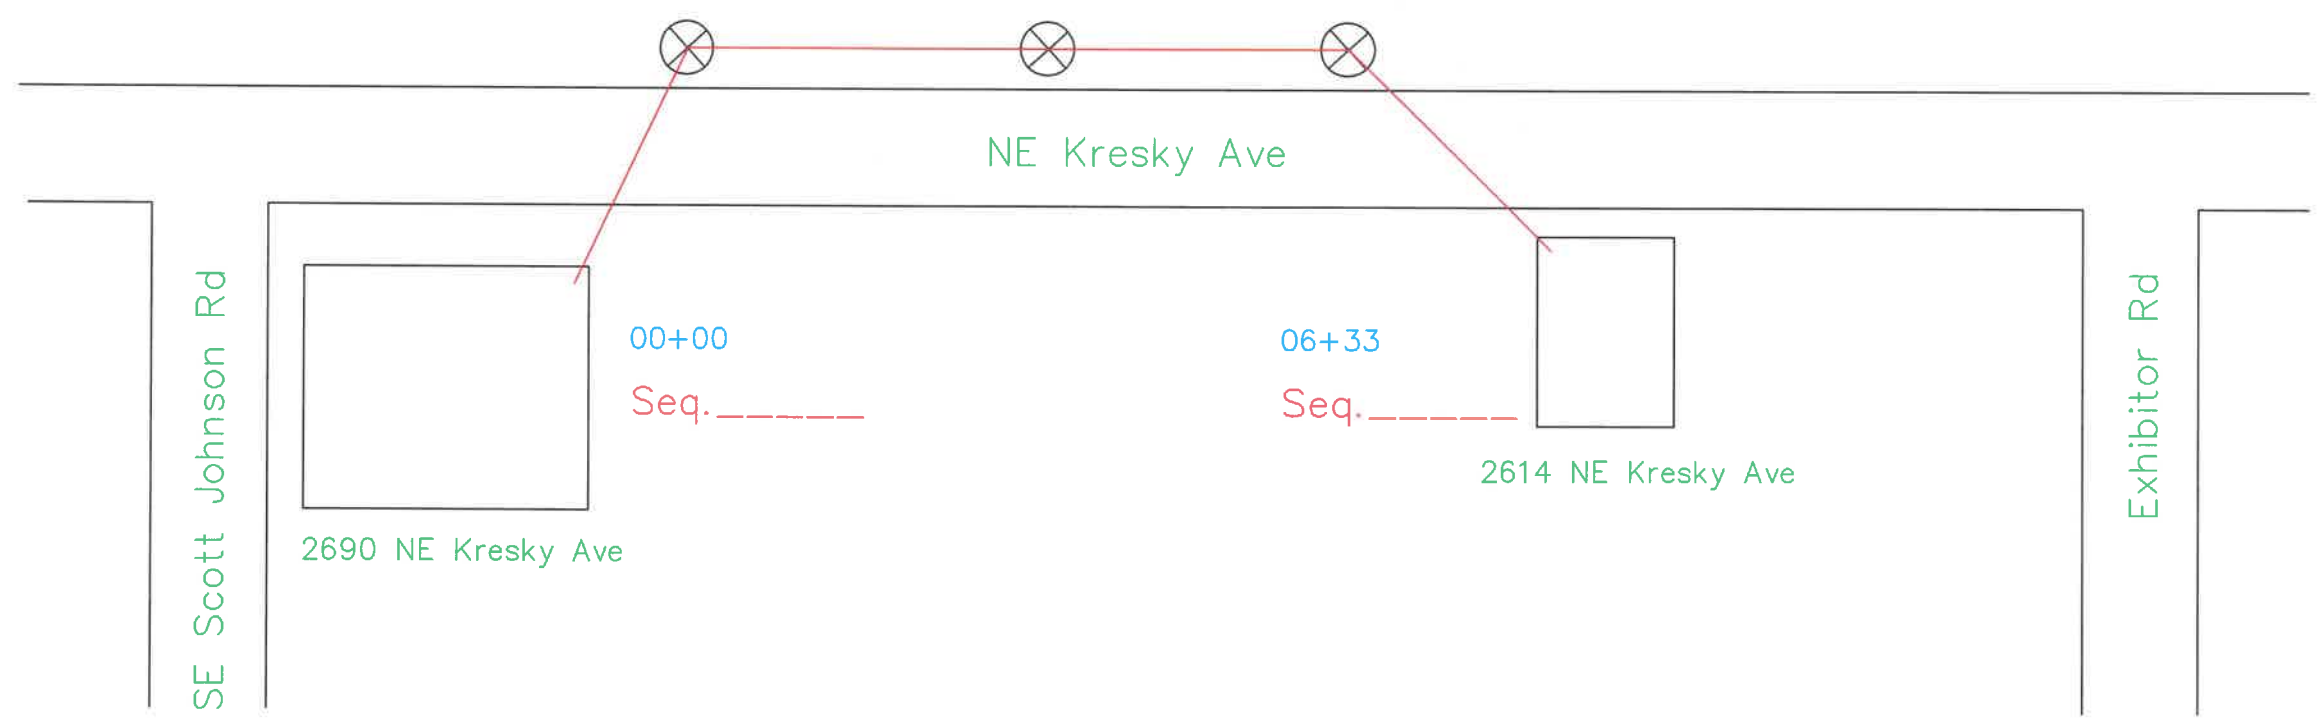 NE Kresky Ave
SE Scott Johnson Rd
00+00
Seq.______
2690 NE Kresky Ave
06+33
Seq._____
2614 NE Kresky Ave
Exhibitor Rd